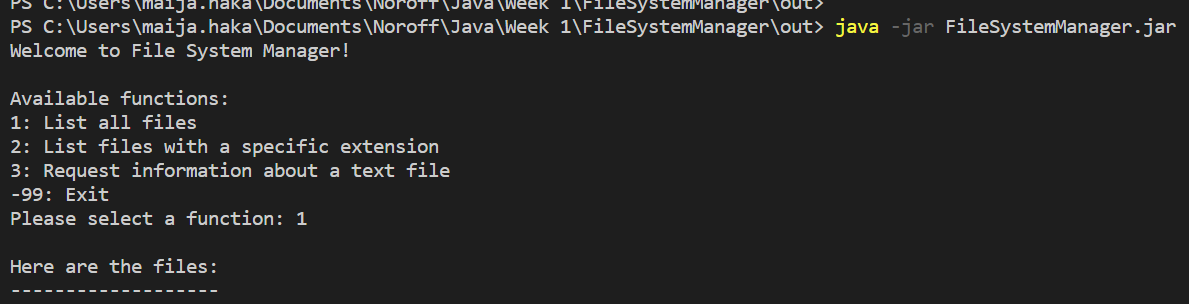 PS C:\Users\maija.haka\Documents\Noroff\Java\Week 1\FileSystemManager\out>
PS C:\Users\maija.haka\Documents\Noroff\Java\Week 1\FileSystemManager\out> java -jar FileSystemManager.jar
Welcome to File System Manager!
Available functions:
1: List all files
2: List files with a specific extension
3: Request information about a text file
-99: Exit
Please select a function: 1
Here are the files:
-------------------